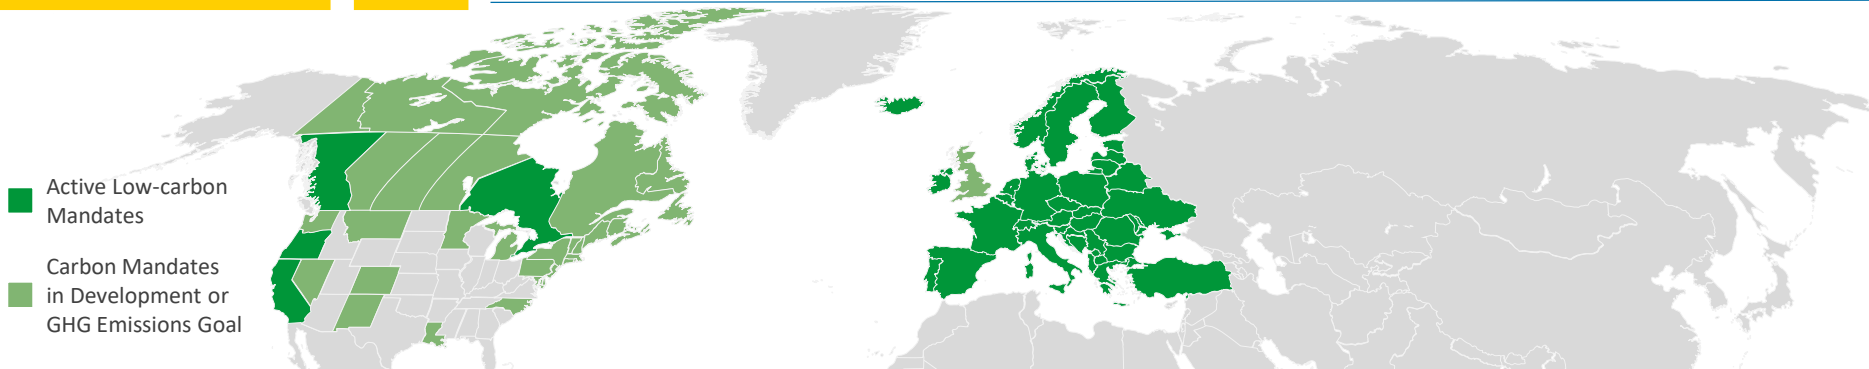 Active Low-carbon
Mandates
Carbon Mandates
in Development or
GHG Emissions Goal